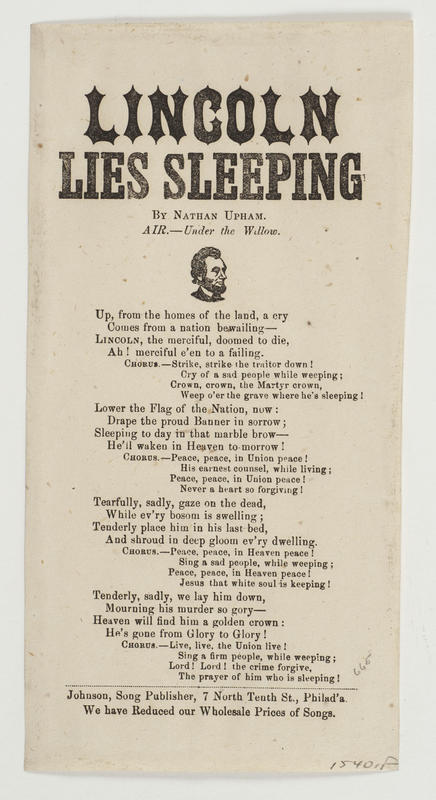 LINCOLN
LIES SLEEPING
BY NATHAN UPHAM.
AIR.—Under the Willow.
Up, from the homes of the land, a cry
Comes from a nation bewailing—
LINCOLN, the merciful, doomed to die,
Ah! merciful e'en to a failing.
CHORUS.—Strike, strike the traitor down!
Cry of a sad people while weeping;
Crown, crown, the Martyr crown,
Weep o'er the grave where he's sleeping!
Lower the Flag of the Nation, now:
Drape the proud Banner in sorrow;
Sleeping to day in that marble brow—
He'll waken in Heaven to-morrow!
CHORUS.—Peace, peace, in Union peace!
His earnest counsel, while living;
Peace, peace, in Union peace!
Never a heart so forgiving!
Tearfully, sadly, gaze on the dead,
While ev'ry bosom is swelling;
Tenderly place him in his last bed,
And shroud in deep gloom ev'ry dwelling.
CHORUS.—Peace, peace, in Heaven peace!
Sing a sad people, while weeping;
Peace, peace, in Heaven peace!
Jesus that white soul is keeping!
Tenderly, sadly, we lay him down,
Mourning his murder so gory—
Heaven will find him a golden crown:
He's gone from Glory to Glory!
CHORUS.—Live, live, the Union live!
Sing a firm people, while weeping;
Lord! Lord! the crime forgive,
The prayer of him who is sleeping!
665
Johnson, Song Publisher, 7 North Tenth St., Philad'a.
We have Reduced our Wholesale Prices of Songs.